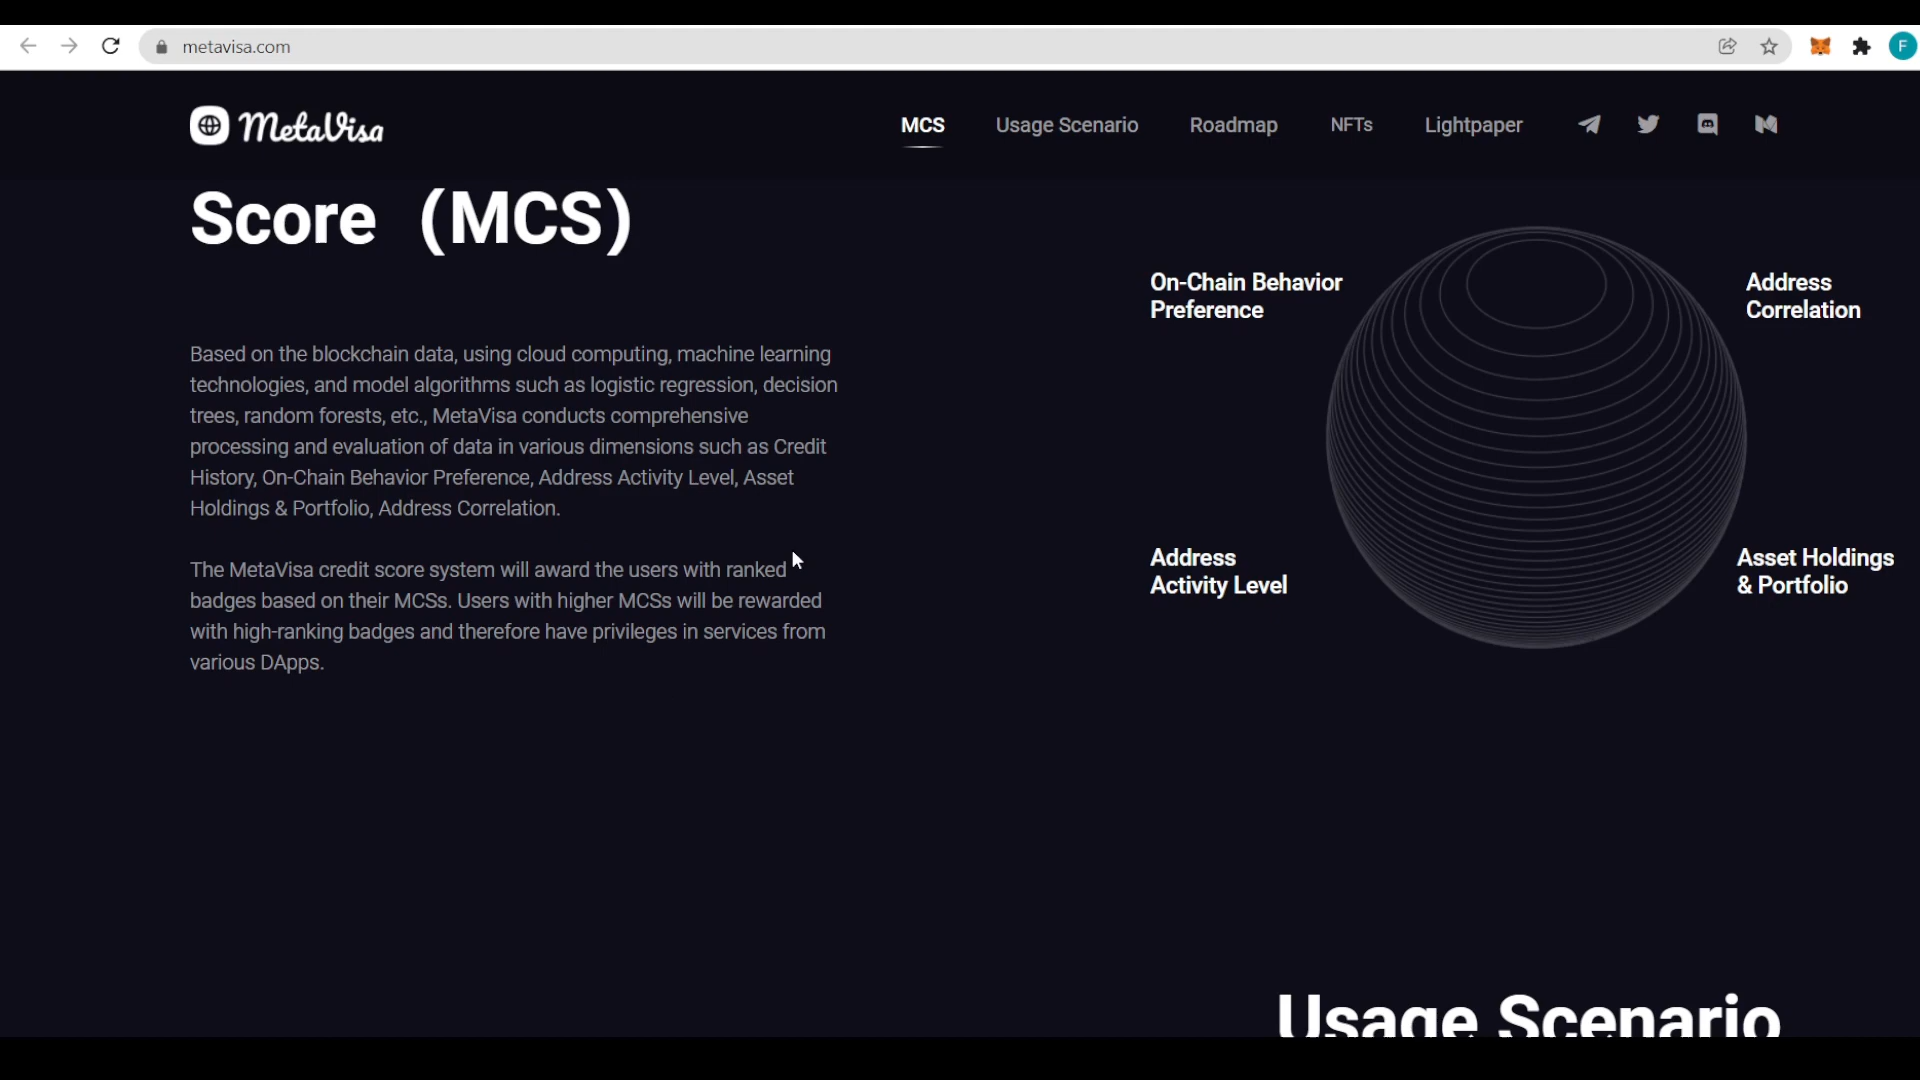 metavisa.com
F
MetaVisa
MCS
Usage Scenario
Roadmap
NFTs
Lightpaper
Score (MCS)
On-Chain Behavior
Preference
Address
Correlation
Based on the blockchain data, using cloud computing, machine learning
technologies, and model algorithms such as logistic regression, decision
trees, random forests, etc., MetaVisa conducts comprehensive
processing and evaluation of data in various dimensions such as Credit
History, On-Chain Behavior Preference, Address Activity Level, Asset
Holdings & Portfolio, Address Correlation.
The MetaVisa credit score system will award the users with ranked
badges based on their MCSs. Users with higher MCSs will be rewarded
with high-ranking badges and therefore have privileges in services from
various DApps.
Address
Activity Level
Asset Holdings
& Portfolio
Usage Scenario